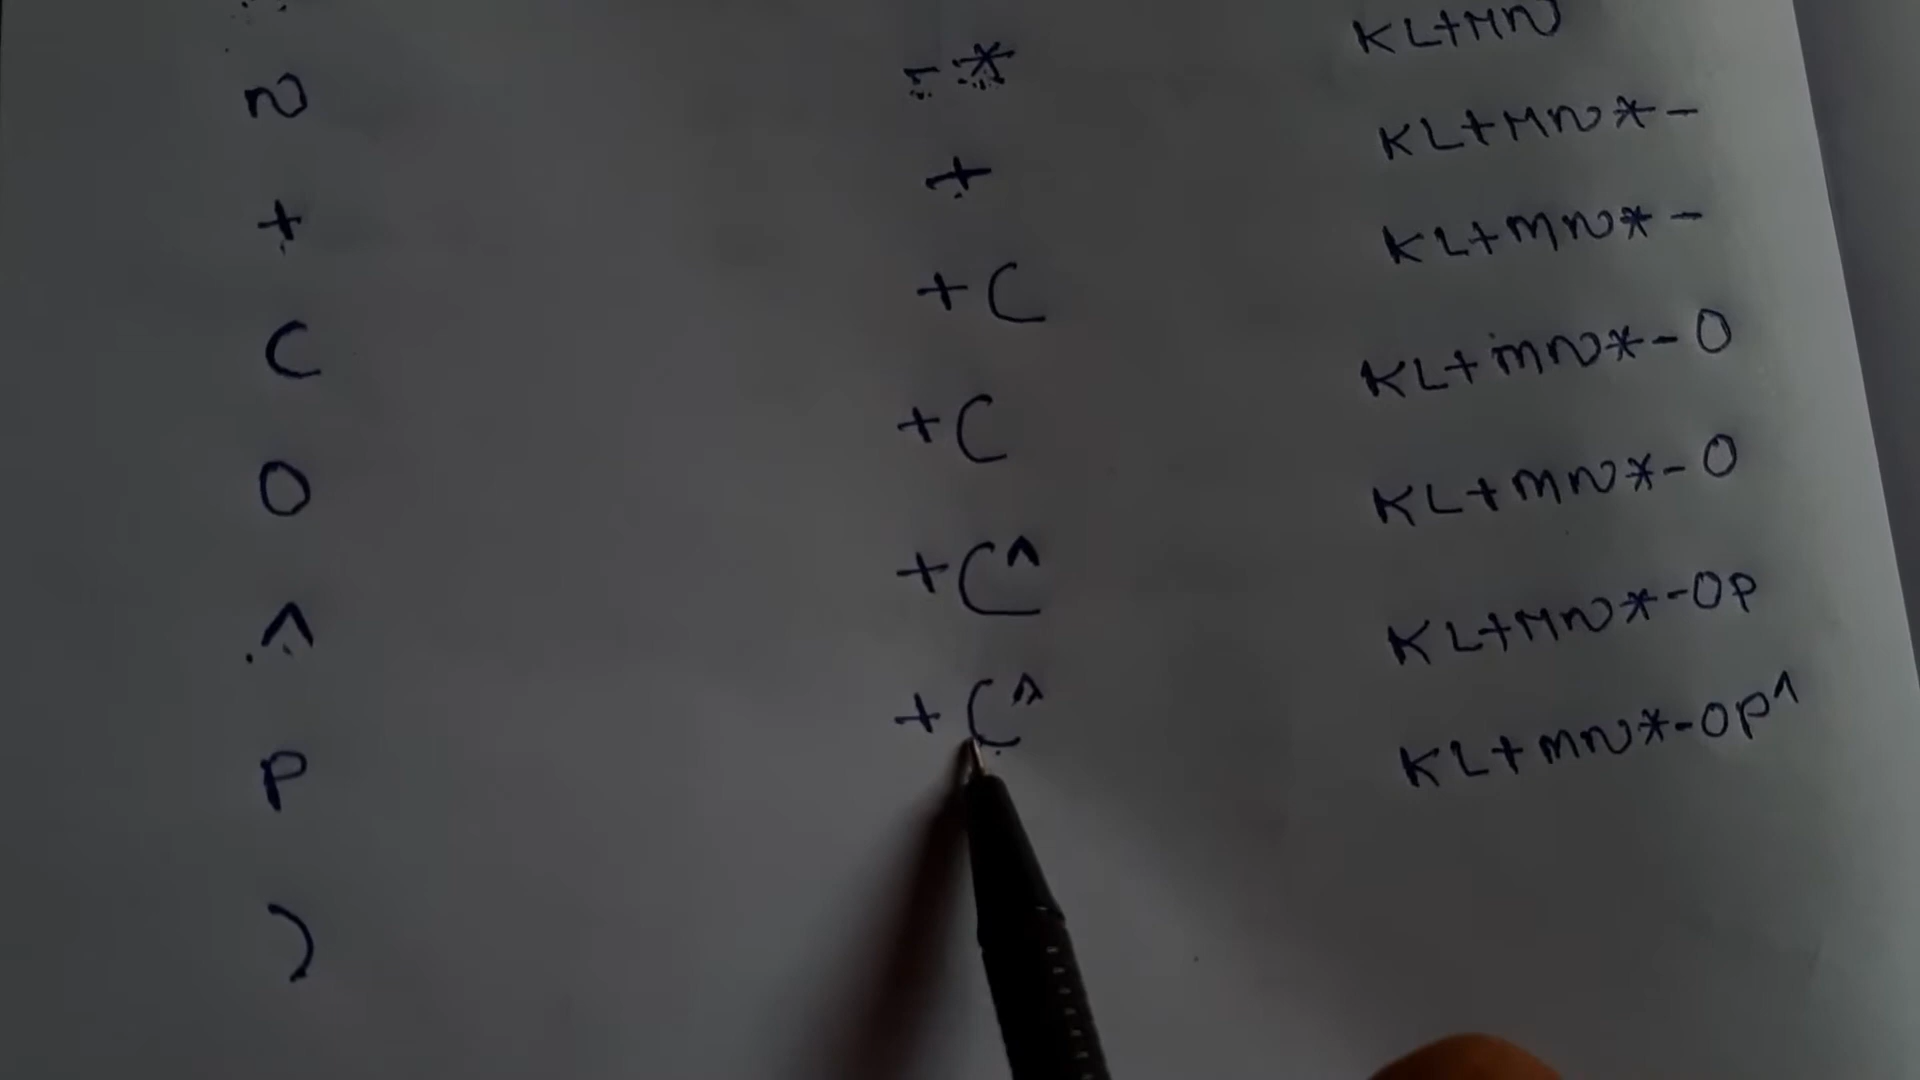 KL+MN
N -* KL+MN*-
+ + KL+MN*-
( +( KL+MN*-O
O +( KL+MN*-O
^ +(^ KL+MN*-OP
P +(^ KL+MN*-OP^
)